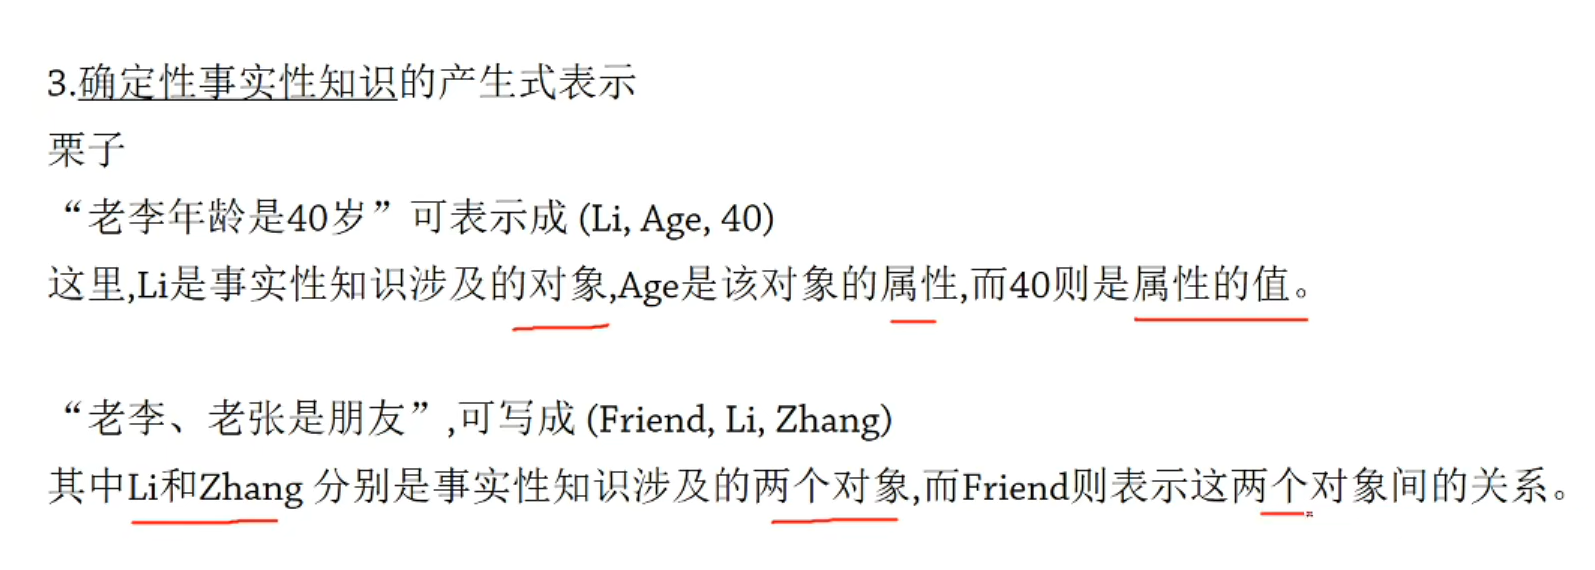 3.确定性事实性知识的产生式表示
栗子
“老李年龄是40岁”可表示成 (Li, Age, 40)
这里,Li是事实性知识涉及的对象,Age是该对象的属性,而40则是属性的值。
“老李、老张是朋友”,可写成 (Friend, Li, Zhang)
其中Li和Zhang 分别是事实性知识涉及的两个对象,而Friend则表示这两个对象间的关系。